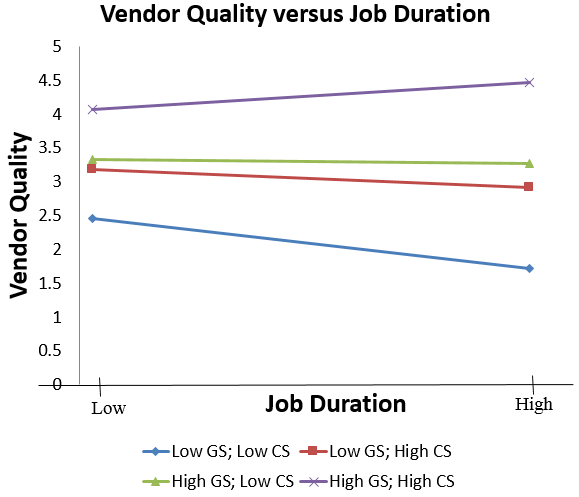 Vendor Quality versus Job Duration
5
4.5
4
3.5
3
2.5
2
1.5
1
0.5
0
Vendor Quality
Low
Job Duration
High
Low GS; Low CS
Low GS; High CS
High GS; Low CS
High GS; High CS